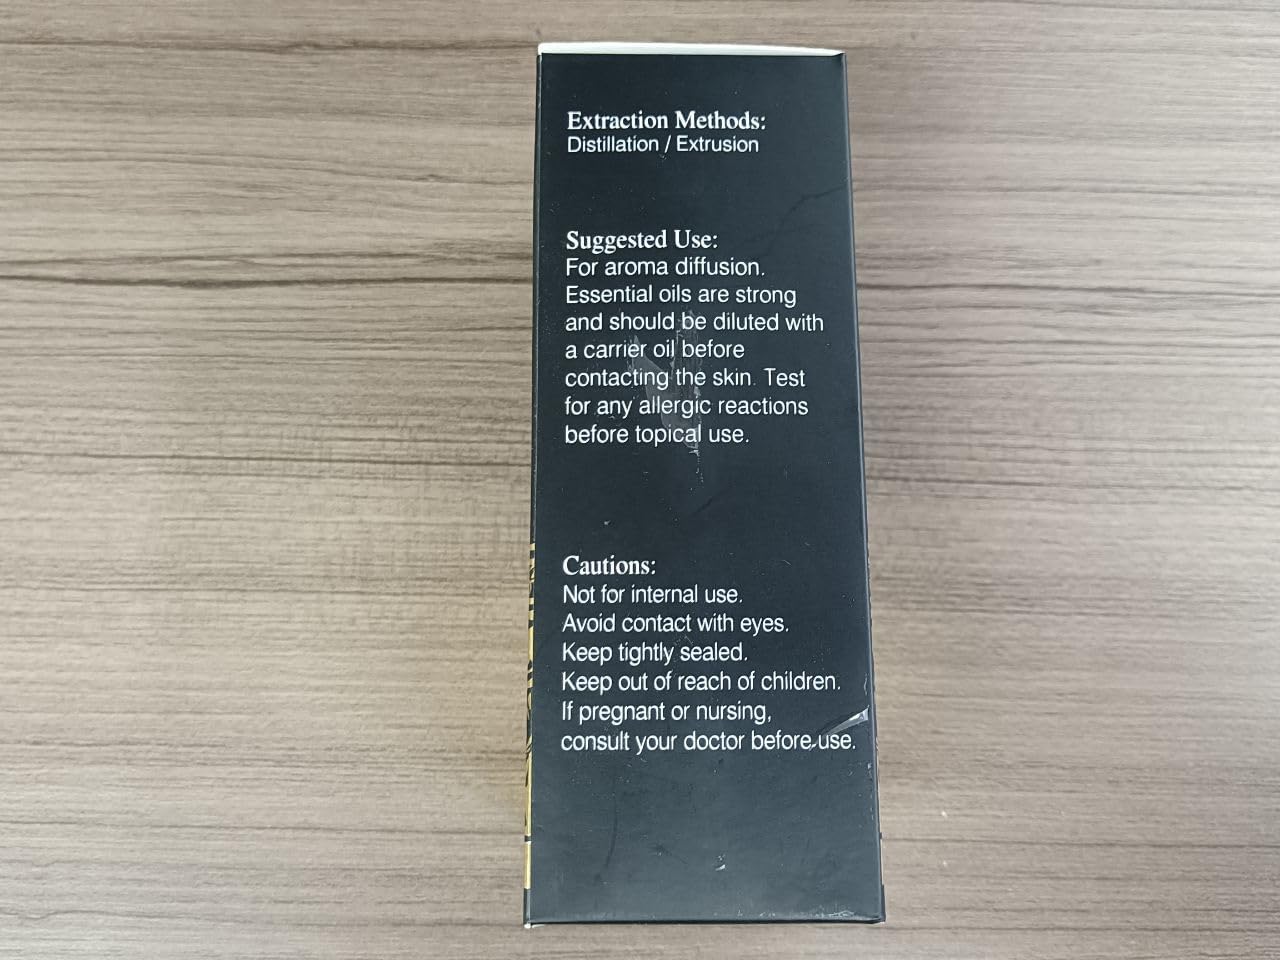 Extraction Methods:
Distillation / Extrusion
Suggested Use:
For aroma diffusion.
Essential oils are strong
and should be diluted with
a carrier oil before
contacting the skin. Test
for any allergic reactions
before topical use.
Cautions:
Not for internal use.
Avoid contact with eyes.
Keep tightly sealed.
Keep out of reach of children.
If pregnant or nursing,
consult your doctor before use.